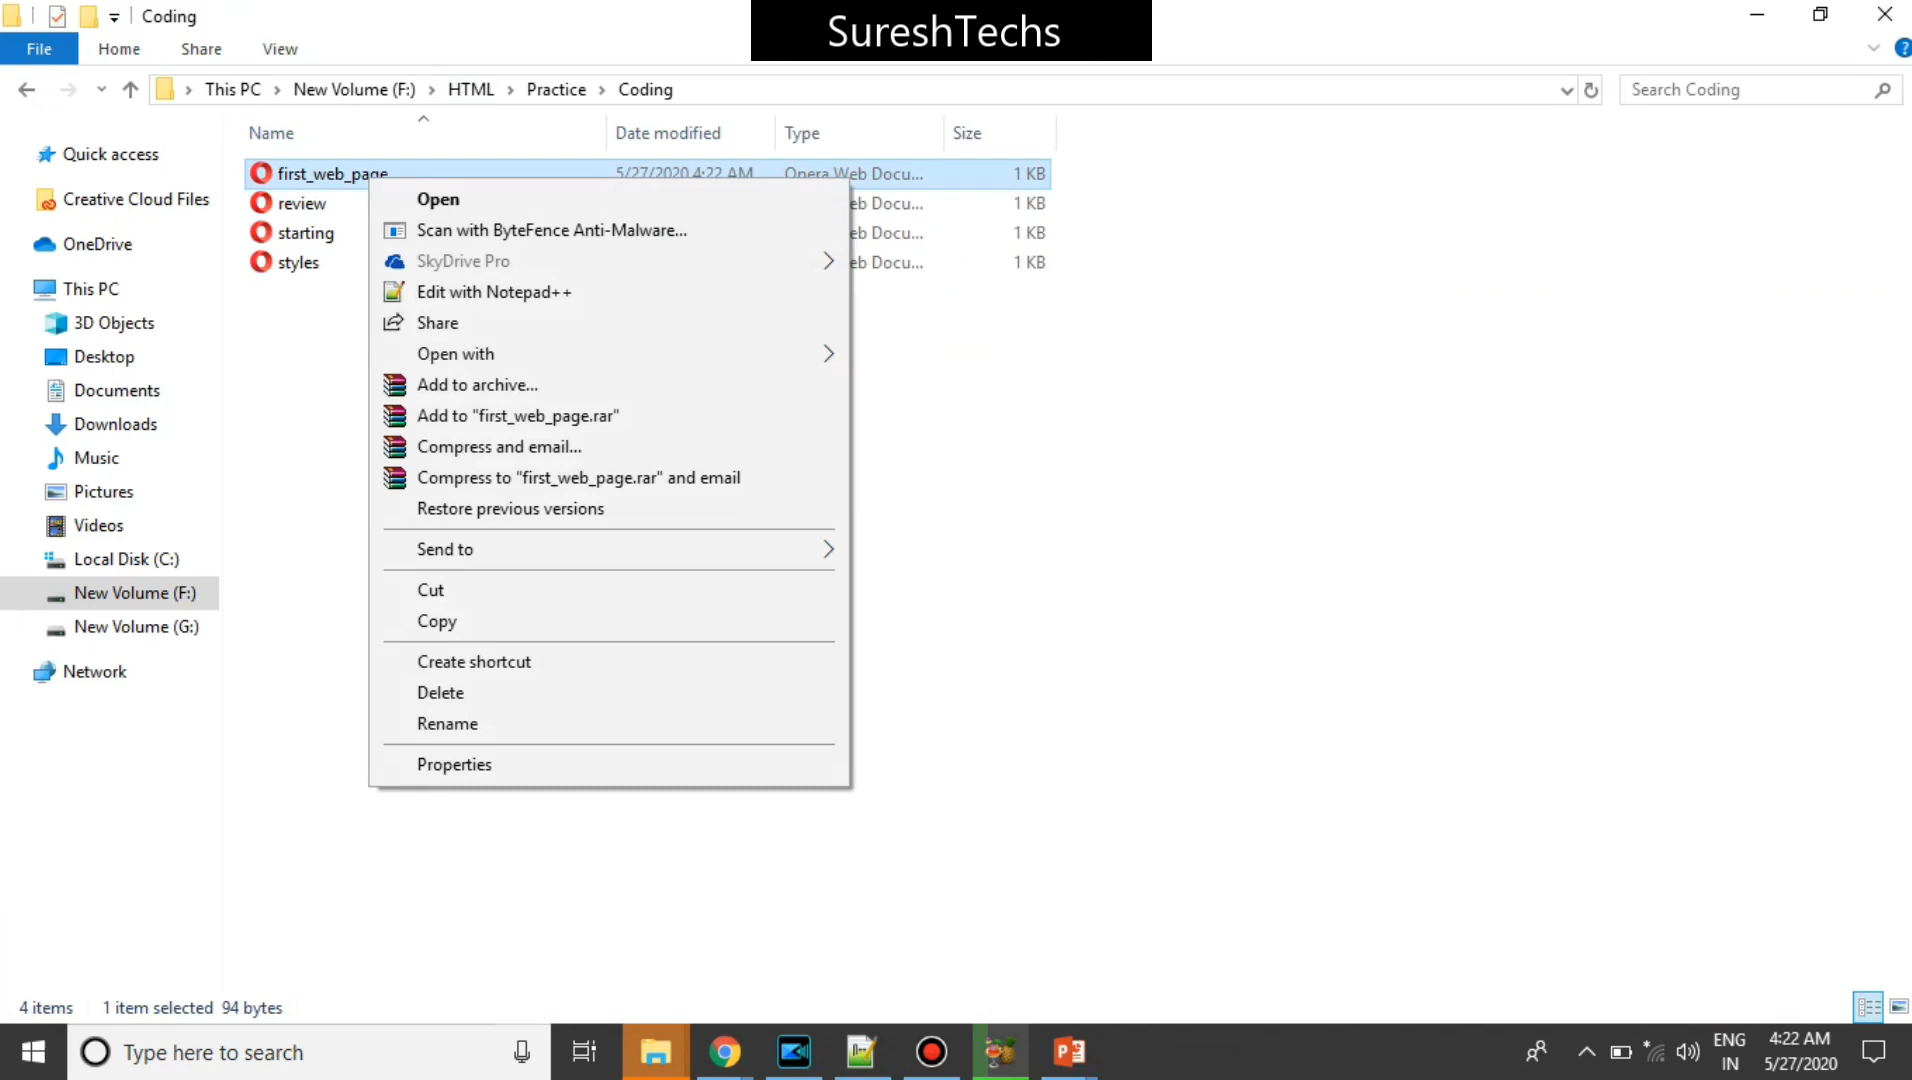 Coding
SureshTechs
File Home Share View
This PC New Volume (F:) HTML Practice Coding
Search Coding
Name Date modified Type Size
Quick access
Creative Cloud Files
OneDrive
This PC
3D Objects
Desktop
Documents
Downloads
Music
Pictures
Videos
Local Disk (C:)
New Volume (F:)
New Volume (G:)
Network
first_web_page 5/27/2020 4:22 AM Opera Web Docu... 1 KB
review eb Docu... 1 KB
starting eb Docu... 1 KB
styles eb Docu... 1 KB
Open
Scan with ByteFence Anti-Malware...
SkyDrive Pro
Edit with Notepad++
Share
Open with
Add to archive...
Add to "first_web_page.rar"
Compress and email...
Compress to "first_web_page.rar" and email
Restore previous versions
Send to
Cut
Copy
Create shortcut
Delete
Rename
Properties
4 items 1 item selected 94 bytes
Type here to search
ENG
IN
4:22 AM
5/27/2020